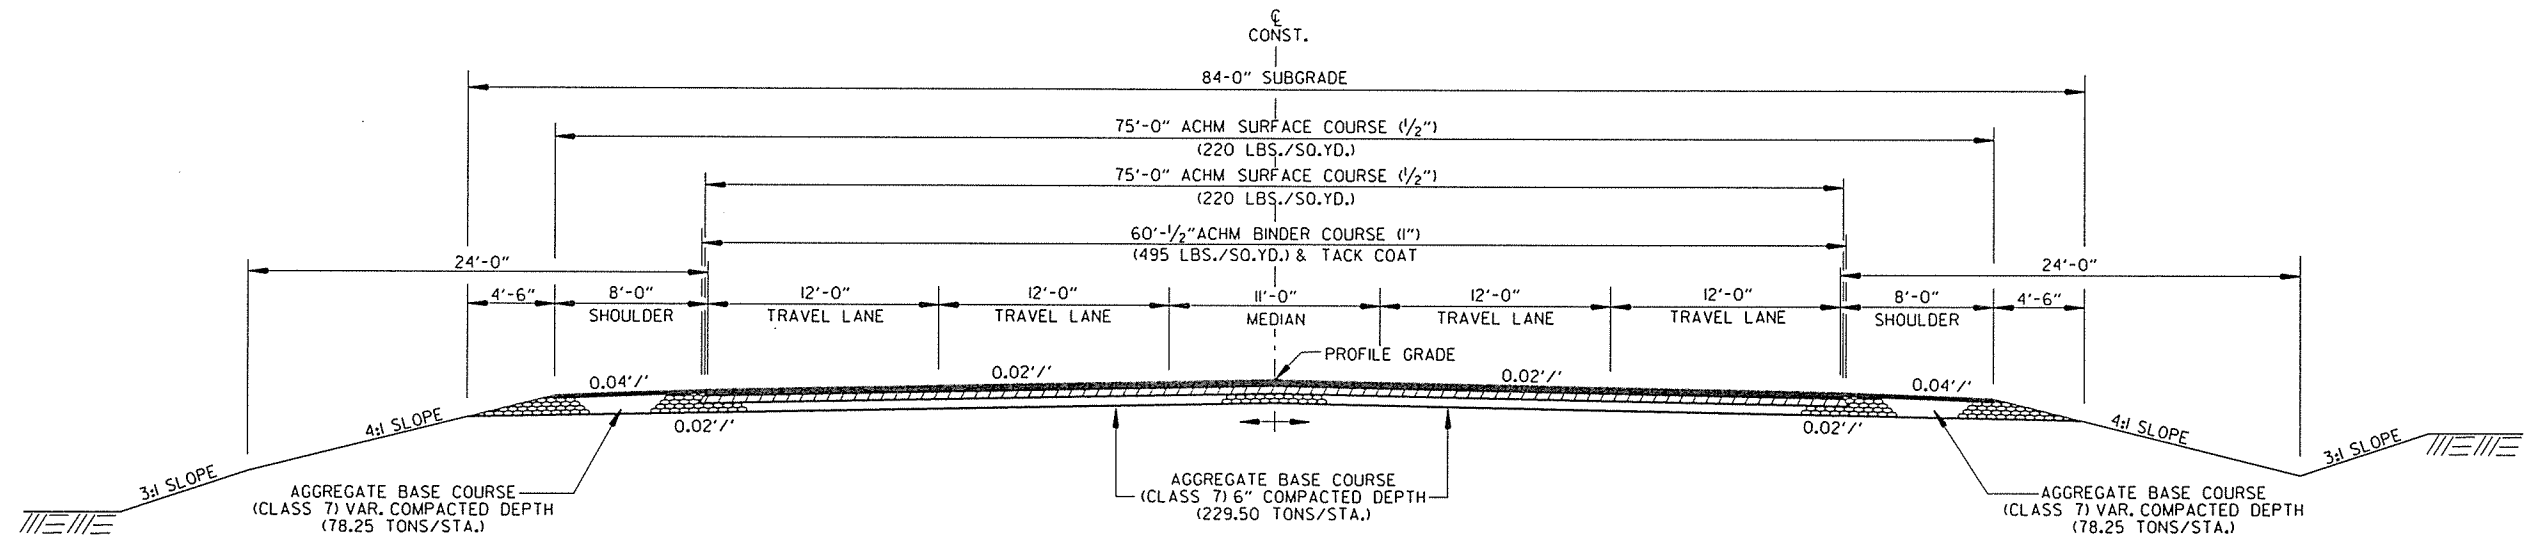 ℄
CONST.
84-0" SUBGRADE
75'-0" ACHM SURFACE COURSE (1/2")
(220 LBS./SQ.YD.)
75'-0" ACHM SURFACE COURSE (1/2")
(220 LBS./SQ.YD.)
60'-1/2"ACHM BINDER COURSE (1")
(495 LBS./SQ.YD.) & TACK COAT
24'-0"
24'-0"
4'-6"
8'-0"
SHOULDER
12'-0"
TRAVEL LANE
12'-0"
TRAVEL LANE
11'-0"
MEDIAN
12'-0"
TRAVEL LANE
12'-0"
TRAVEL LANE
8'-0"
SHOULDER
4'-6"
PROFILE GRADE
0.04'/'
0.02'/'
0.02'/'
0.04'/'
0.02'/'
0.02'/'
4:1 SLOPE
3:1 SLOPE
4:1 SLOPE
3:1 SLOPE
AGGREGATE BASE COURSE
(CLASS 7) VAR. COMPACTED DEPTH
(78.25 TONS/STA.)
AGGREGATE BASE COURSE
(CLASS 7) 6" COMPACTED DEPTH
(229.50 TONS/STA.)
AGGREGATE BASE COURSE
(CLASS 7) VAR. COMPACTED DEPTH
(78.25 TONS/STA.)